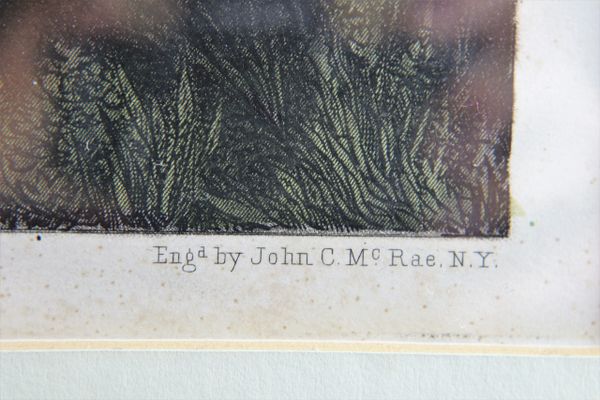 Engᵈ by John C. Mᶜ Rae, N.Y.